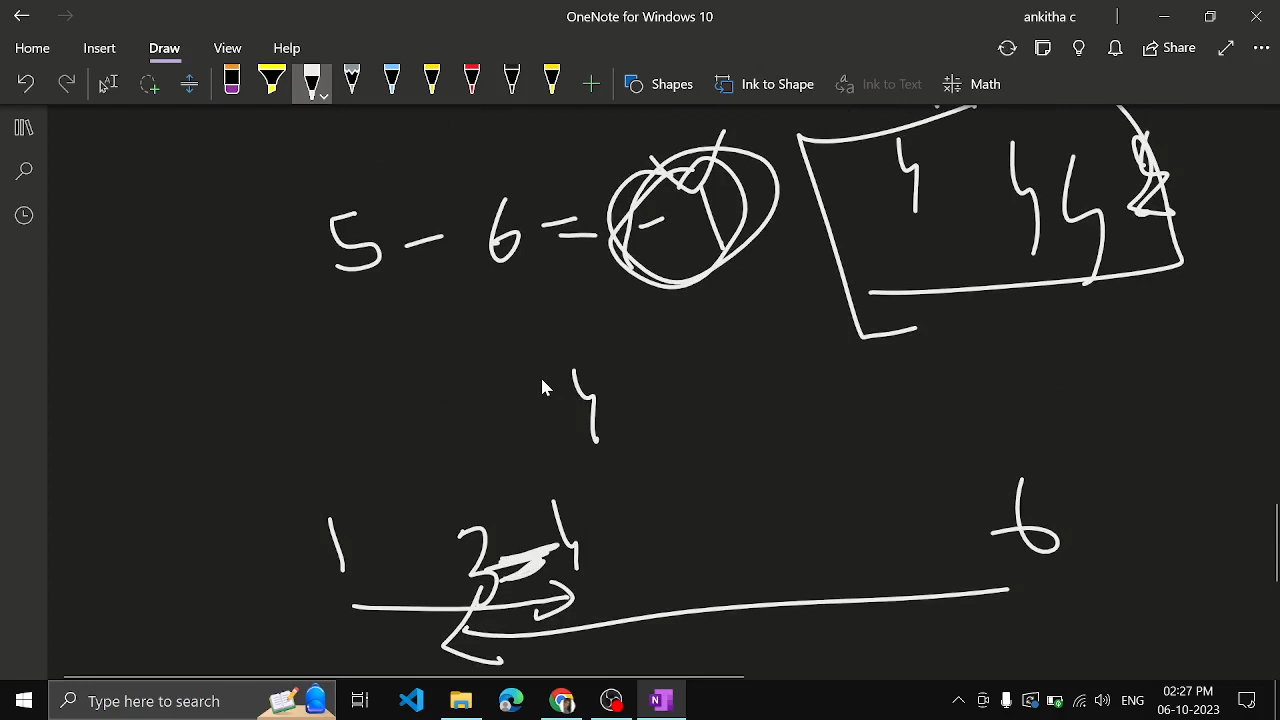 OneNote for Windows 10
ankitha c
Home Insert Draw View Help
Share
Shapes Ink to Shape Ink to Text Math
5 - 6 = -
4 4 4 2
4
1 3 4 6
Type here to search
ENG
02:27 PM
06-10-2023